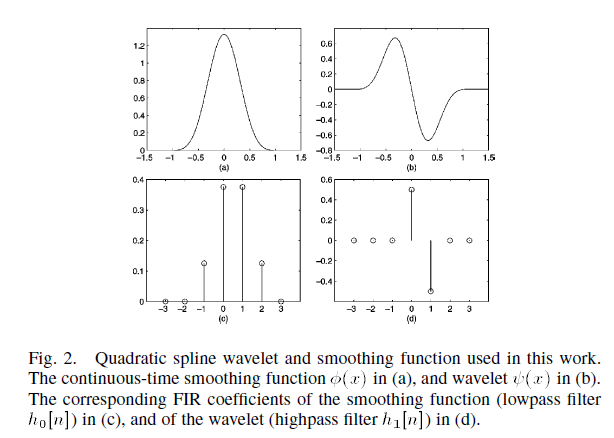 1.2
1
0.8
0.6
0.4
0.2
0
−1.5 −1 −0.5 0 0.5 1 1.5
(a)
0.6
0.4
0.2
0
−0.2
−0.4
−0.6
−0.8
−1.5 −1 −0.5 0 0.5 1 1.5
(b)
0.4
0.3
0.2
0.1
0
−3 −2 −1 0 1 2 3
(c)
0.6
0.4
0.2
0
−0.2
−0.4
−3 −2 −1 0 1 2 3
(d)
Fig. 2. Quadratic spline wavelet and smoothing function used in this work.
The continuous-time smoothing function ϕ(x) in (a), and wavelet ψ(x) in (b).
The corresponding FIR coefficients of the smoothing function (lowpass filter
h₀[n]) in (c), and of the wavelet (highpass filter h₁[n]) in (d).